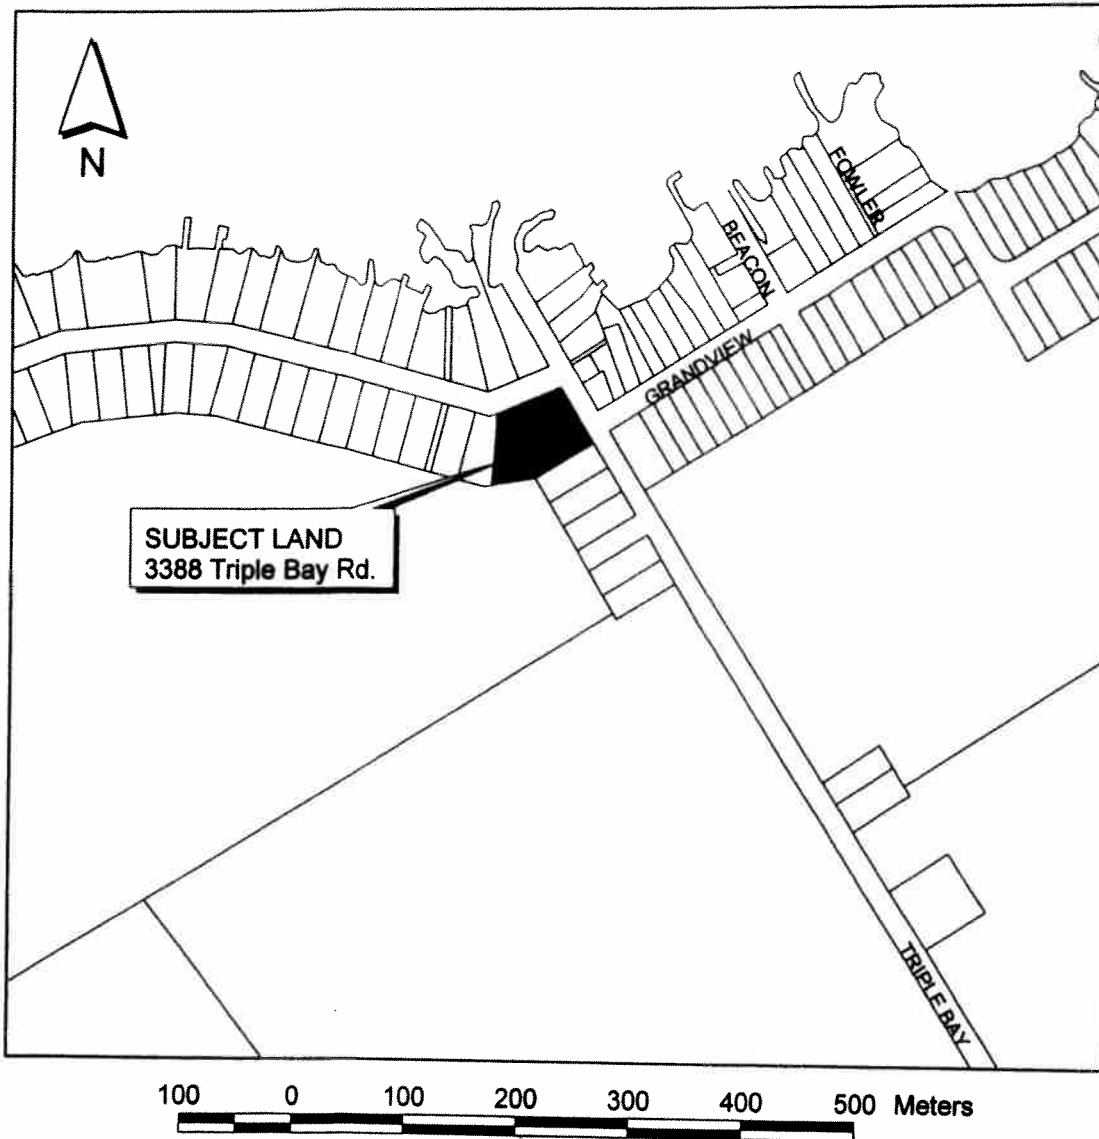 N
FOWLER
BEACON
GRANDVIEW
SUBJECT LAND
3388 Triple Bay Rd.
TRIPLE BAY
100 0 100 200 300 400 500 Meters